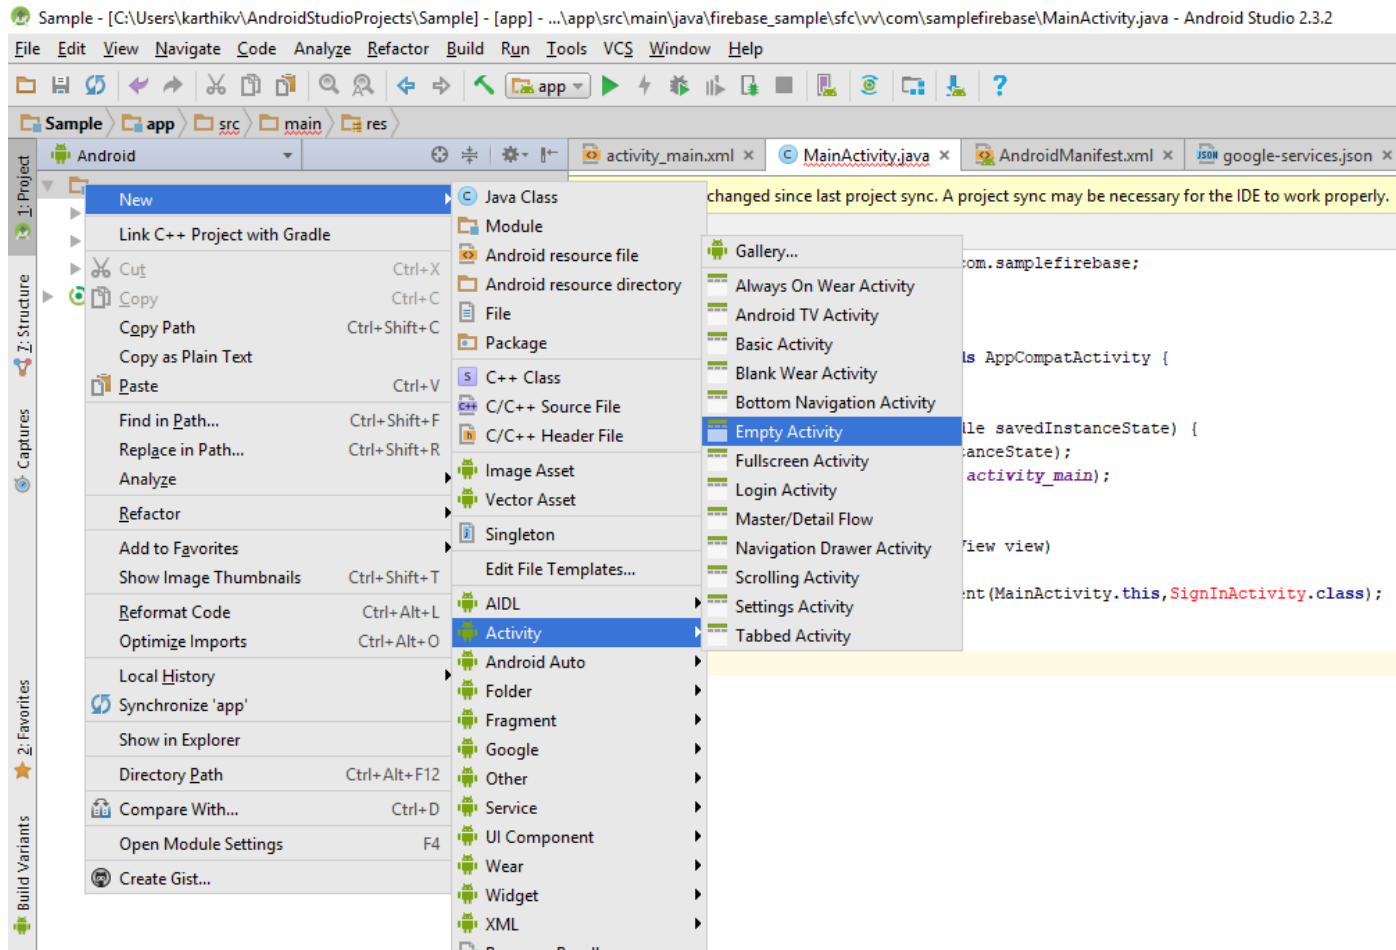 Sample - [C:\Users\karthikv\AndroidStudioProjects\Sample] - [app] - ...\app\src\main\java\firebase_sample\sfc\vv\com\samplefirebase\MainActivity.java - Android Studio 2.3.2
File Edit View Navigate Code Analyze Refactor Build Run Tools VCS Window Help
app
Sample app src main res
Android
activity_main.xml MainActivity.java AndroidManifest.xml google-services.json
1: Project
Z: Structure
Captures
2: Favorites
Build Variants
New
Link C++ Project with Gradle
Cut Ctrl+X
Copy Ctrl+C
Copy Path Ctrl+Shift+C
Copy as Plain Text
Paste Ctrl+V
Find in Path... Ctrl+Shift+F
Replace in Path... Ctrl+Shift+R
Analyze
Refactor
Add to Favorites
Show Image Thumbnails Ctrl+Shift+T
Reformat Code Ctrl+Alt+L
Optimize Imports Ctrl+Alt+O
Local History
Synchronize 'app'
Show in Explorer
Directory Path Ctrl+Alt+F12
Compare With... Ctrl+D
Open Module Settings F4
Create Gist...
Java Class
Module
Android resource file
Android resource directory
File
Package
C++ Class
C/C++ Source File
C/C++ Header File
Image Asset
Vector Asset
Singleton
Edit File Templates...
AIDL
Activity
Android Auto
Folder
Fragment
Google
Other
Service
UI Component
Wear
Widget
XML
Gallery...
Always On Wear Activity
Android TV Activity
Basic Activity
Blank Wear Activity
Bottom Navigation Activity
Empty Activity
Fullscreen Activity
Login Activity
Master/Detail Flow
Navigation Drawer Activity
Scrolling Activity
Settings Activity
Tabbed Activity
changed since last project sync. A project sync may be necessary for the IDE to work properly.
om.samplefirebase;
ds AppCompatActivity {
le savedInstanceState) {
anceState);
activity_main);
View view)
nt(MainActivity.this,SignInActivity.class);